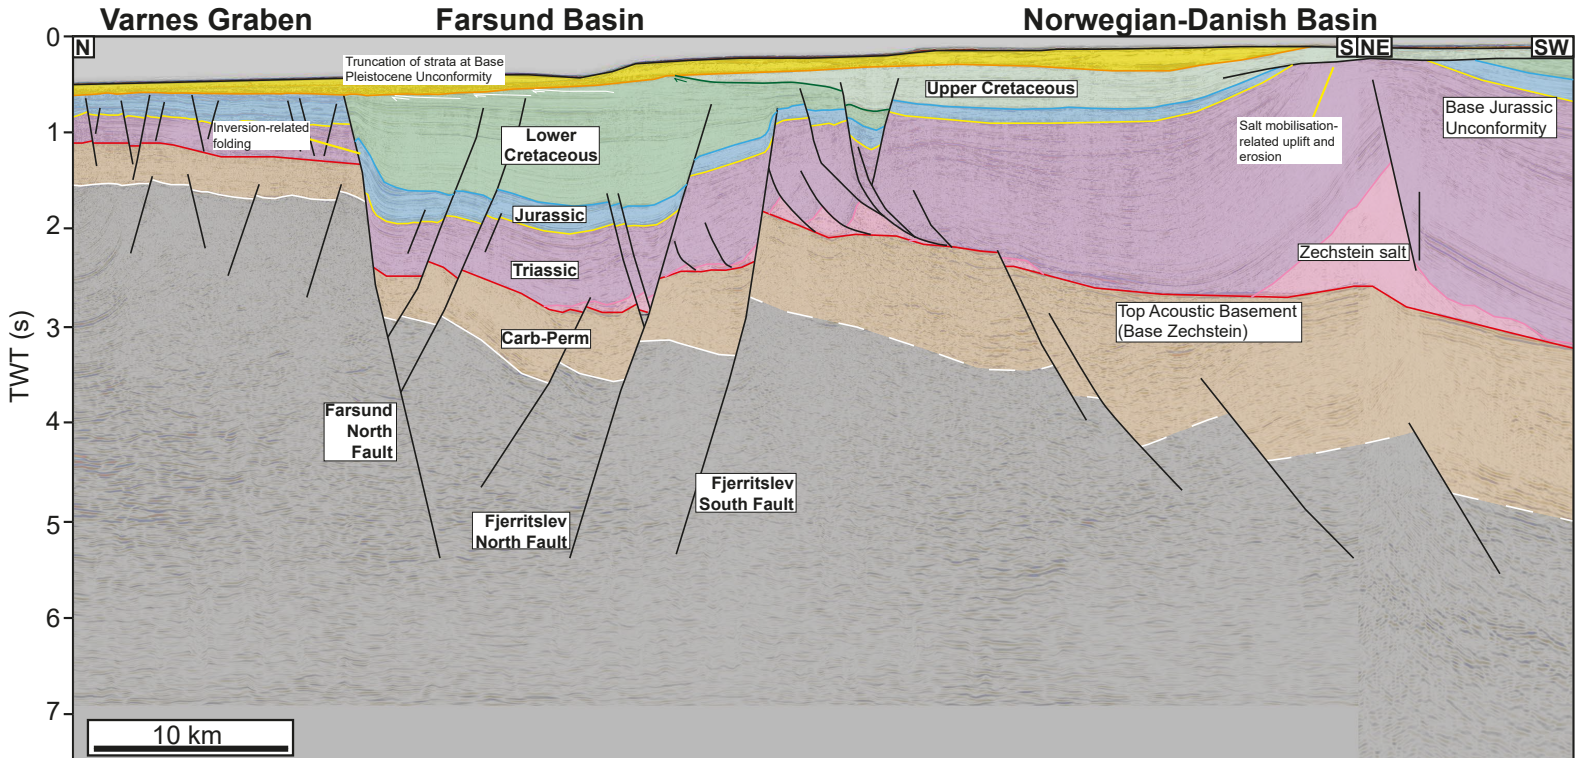 Varnes Graben
Farsund Basin
Norwegian-Danish Basin
N
S
NE
SW
0
1
2
3
4
5
6
7
TWT (s)
Truncation of strata at Base
Pleistocene Unconformity
Inversion-related
folding
Lower
Cretaceous
Upper Cretaceous
Base Jurassic
Unconformity
Salt mobilisation-
related uplift and
erosion
Jurassic
Triassic
Zechstein salt
Carb-Perm
Top Acoustic Basement
(Base Zechstein)
Farsund
North
Fault
Fjerritslev
South Fault
Fjerritslev
North Fault
10 km